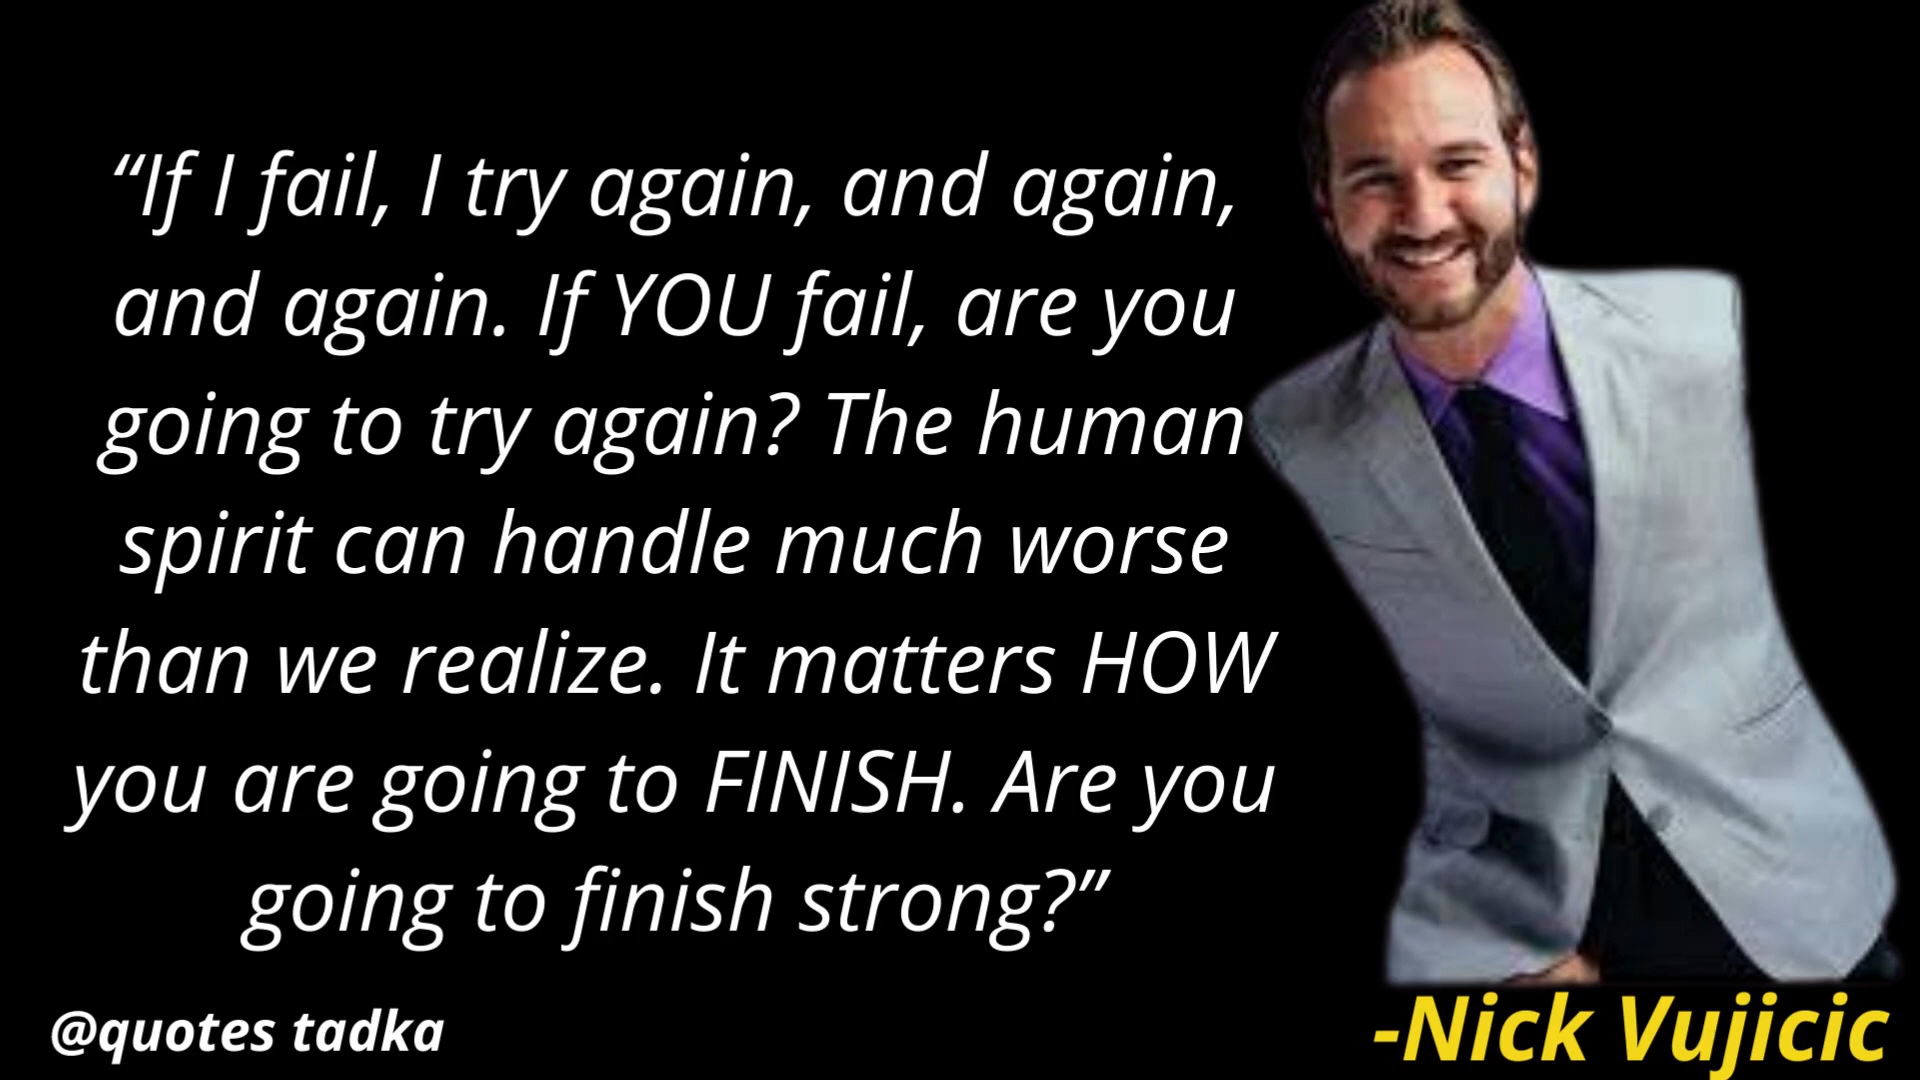 “If I fail, I try again, and again,
and again. If YOU fail, are you
going to try again? The human
spirit can handle much worse
than we realize. It matters HOW
you are going to FINISH. Are you
going to finish strong?”
@quotes tadka
-Nick Vujicic